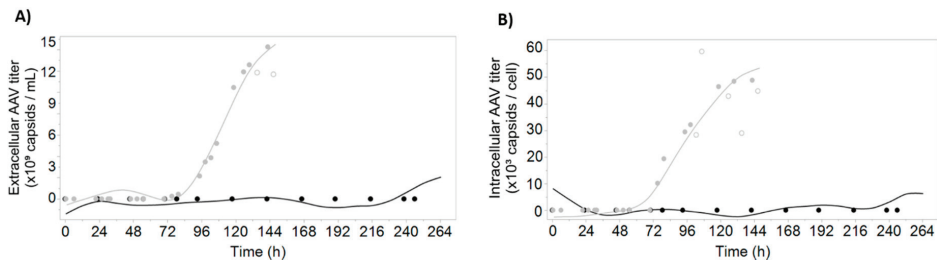 A)
Extracellular AAV titer
(x10⁹ capsids / mL)
15
12
9
6
3
0
0 24 48 72 96 120 144 168 192 216 240 264
Time (h)
B)
Intracellular AAV titer
(x10³ capsids / cell)
60
50
40
30
20
10
0
0 24 48 72 96 120 144 168 192 216 240 264
Time (h)